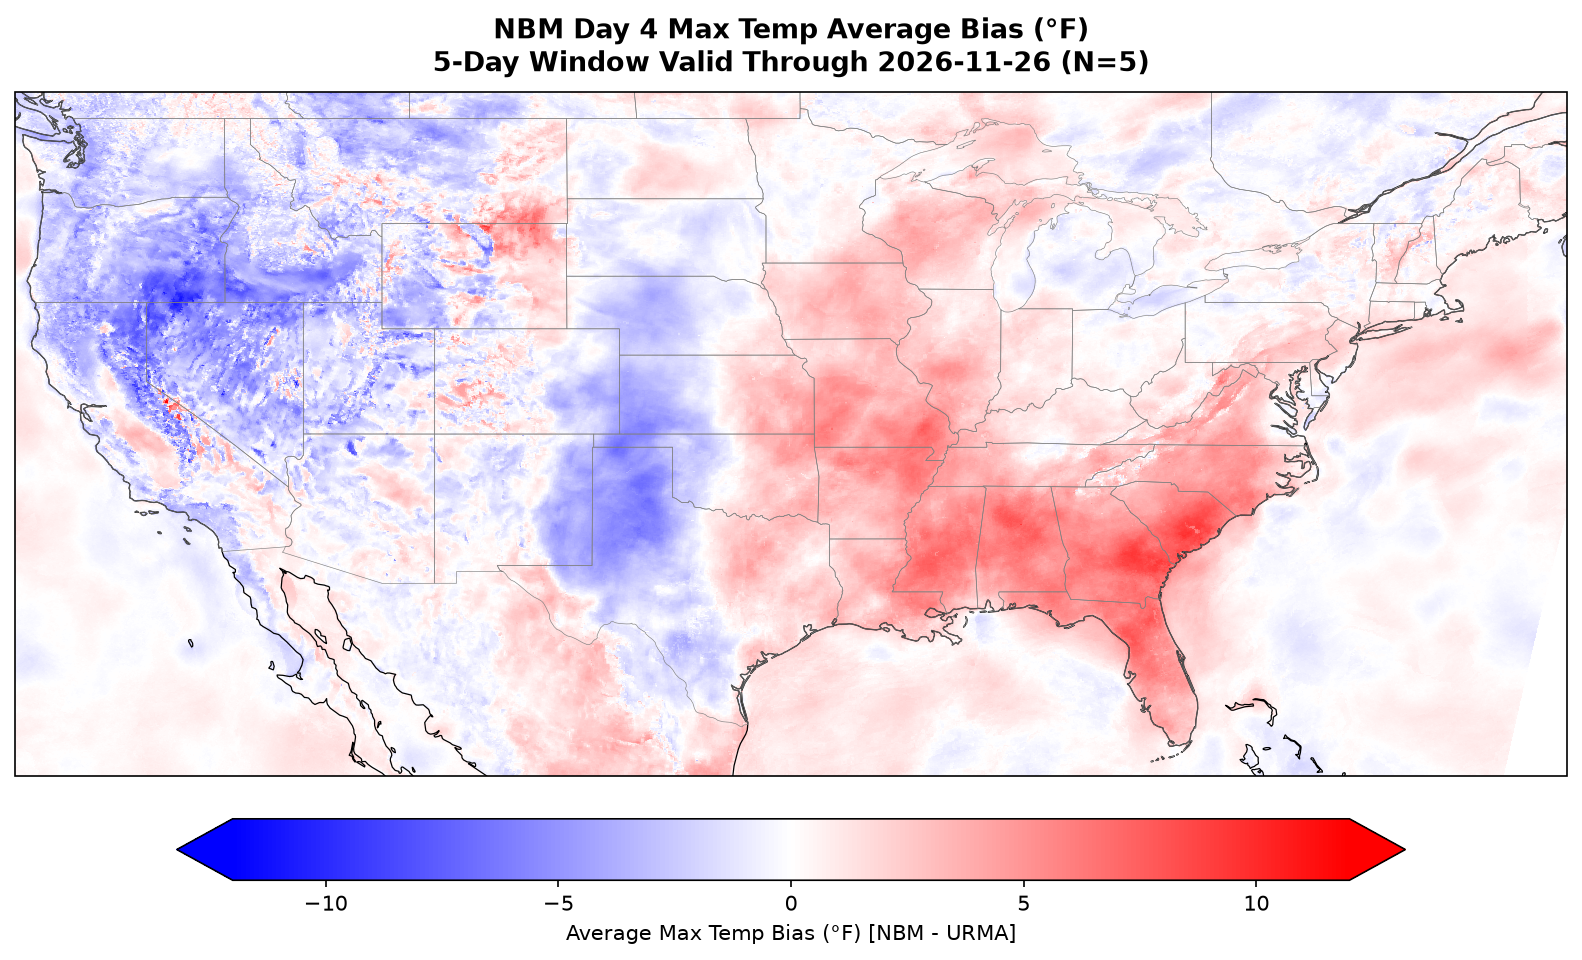 NBM Day 4 Max Temp Average Bias (°F)
5-Day Window Valid Through 2026-11-26 (N=5)
−10 −5 0 5 10
Average Max Temp Bias (°F) [NBM - URMA]